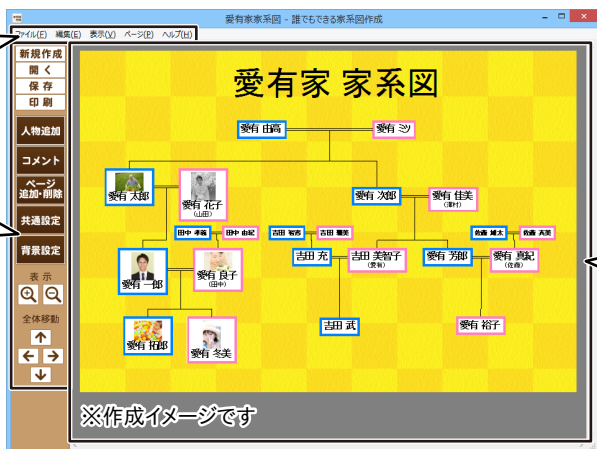 愛有家家系図 - 誰でもできる家系図作成
ファイル(F) 編集(E) 表示(V) ページ(P) ヘルプ(H)
新規作成
開く
保存
印刷
人物追加
コメント
ページ
追加・削除
共通設定
背景設定
表示
全体移動
愛有家 家系図
愛有 由高
愛有 ミツ
愛有 太郎
愛有 花子
(山田)
愛有 次郎
愛有 佳美
(澤村)
田中 孝義
田中 由紀
吉田 智彦
吉田 雅美
佐藤 雄太
佐藤 真美
愛有 一郎
愛有 良子
(田中)
吉田 充
吉田 美智子
(愛有)
愛有 芳郎
愛有 真紀
(佐藤)
愛有 拓郎
愛有 冬美
吉田 武
愛有 裕子
※作成イメージです